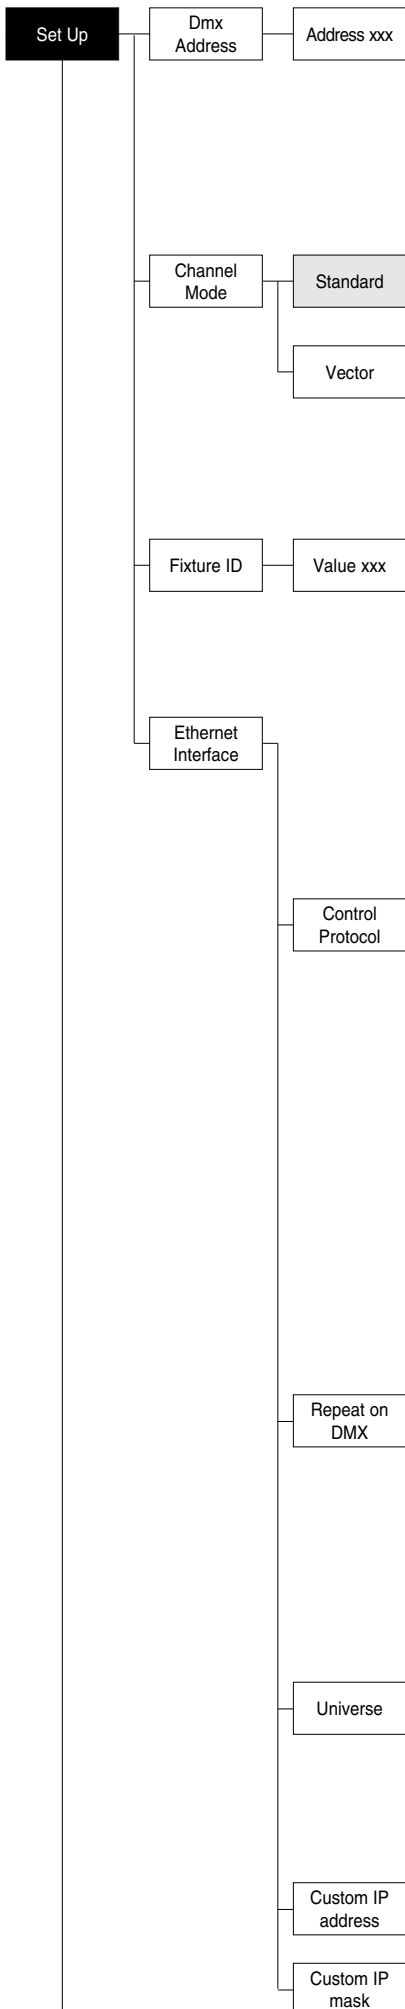 Set Up
Dmx
Address
Address xxx
Channel
Mode
Standard
Vector
Fixture ID
Value xxx
Ethernet
Interface
Control
Protocol
Repeat on
DMX
Universe
Custom IP
address
Custom IP
mask